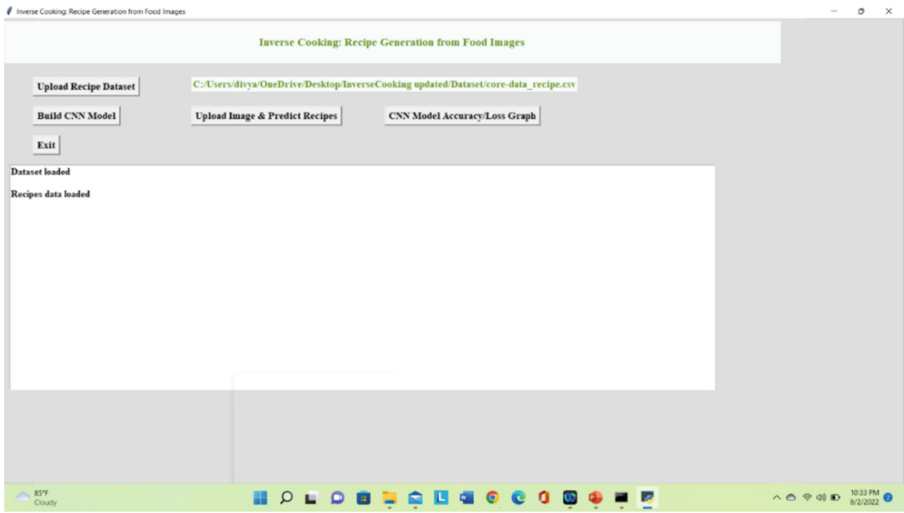 Inverse Cooking: Recipe Generation from Food Images
Inverse Cooking: Recipe Generation from Food Images
Upload Recipe Dataset
C:/Users/divya/OneDrive/Desktop/InverseCooking updated/Dataset/core-data_recipe.csv
Build CNN Model
Upload Image & Predict Recipes
CNN Model Accuracy/Loss Graph
Exit
Dataset loaded
Recipes data loaded
85°F
Cloudy
10:33 PM
8/2/2022